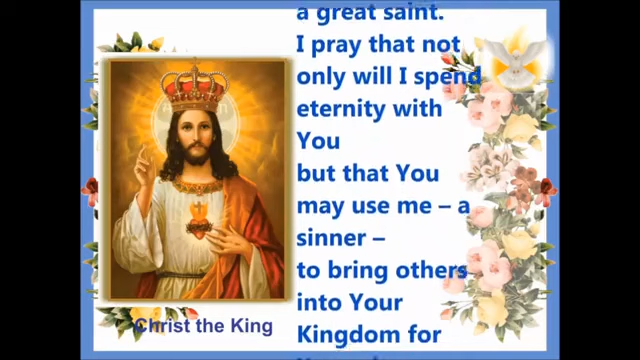 a great saint.
I pray that not
only will I spend
eternity with
You
but that You
may use me – a
sinner –
to bring others
into Your
Kingdom for
Christ the King